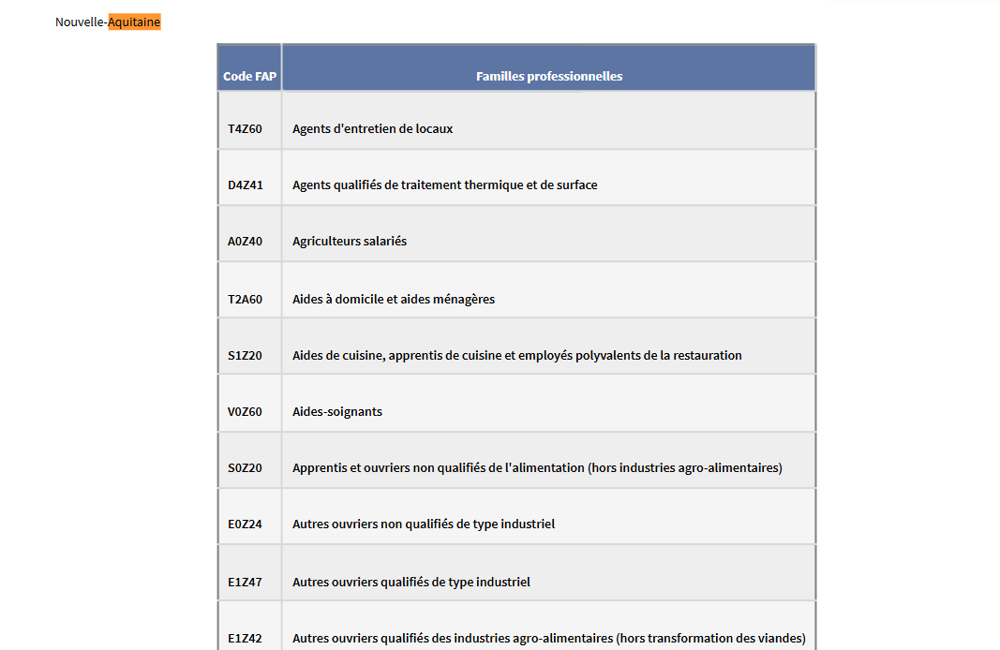 Nouvelle-Aquitaine
Code FAP Familles professionnelles
T4Z60 Agents d'entretien de locaux
D4Z41 Agents qualifiés de traitement thermique et de surface
A0Z40 Agriculteurs salariés
T2A60 Aides à domicile et aides ménagères
S1Z20 Aides de cuisine, apprentis de cuisine et employés polyvalents de la restauration
V0Z60 Aides-soignants
S0Z20 Apprentis et ouvriers non qualifiés de l'alimentation (hors industries agro-alimentaires)
E0Z24 Autres ouvriers non qualifiés de type industriel
E1Z47 Autres ouvriers qualifiés de type industriel
E1Z42 Autres ouvriers qualifiés des industries agro-alimentaires (hors transformation des viandes)